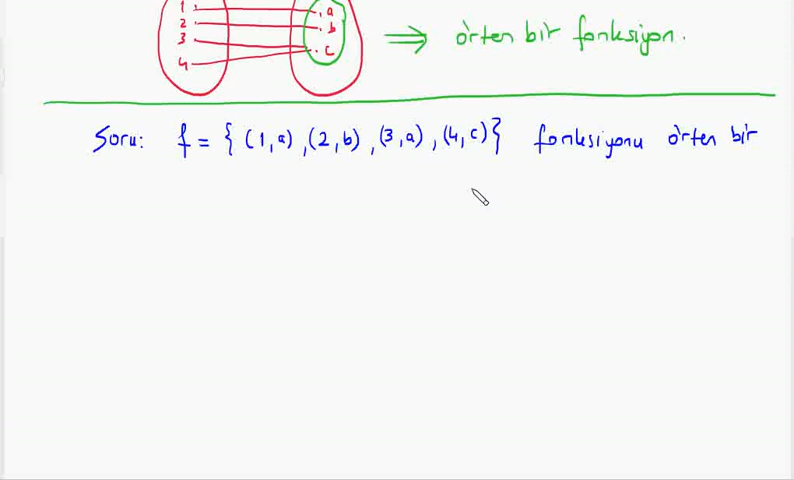 1 a
2 b
3 c
4
⇒ örten bir fonksiyon.
Soru: f = { (1,a) , (2,b) , (3,a) , (4,c) } fonksiyonu örten bir